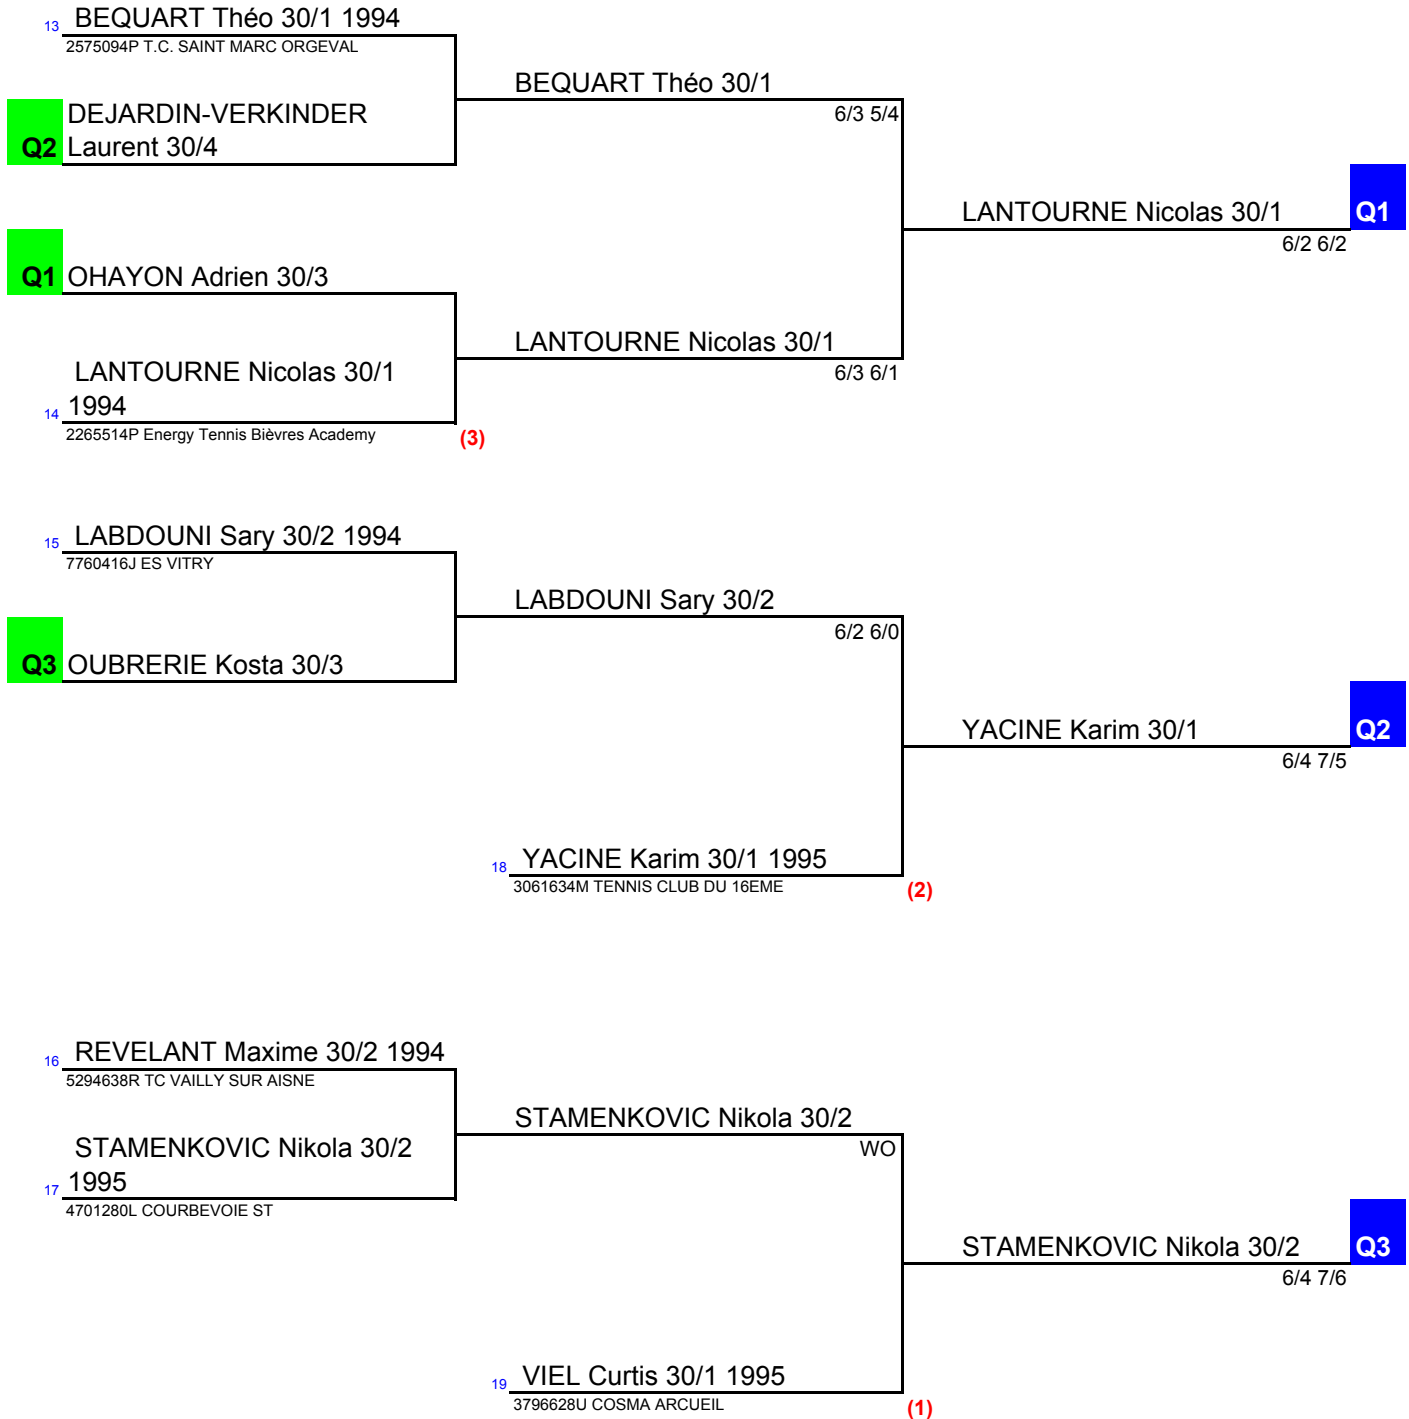 13 BEQUART Théo 30/1 1994
2575094P T.C. SAINT MARC ORGEVAL
BEQUART Théo 30/1
6/3 5/4
DEJARDIN-VERKINDER
Q2 Laurent 30/4
LANTOURNE Nicolas 30/1 Q1
6/2 6/2
Q1 OHAYON Adrien 30/3
LANTOURNE Nicolas 30/1
6/3 6/1
LANTOURNE Nicolas 30/1
14 1994
2265514P Energy Tennis Bièvres Academy
(3)
15 LABDOUNI Sary 30/2 1994
7760416J ES VITRY
LABDOUNI Sary 30/2
6/2 6/0
Q3 OUBRERIE Kosta 30/3
YACINE Karim 30/1 Q2
6/4 7/5
18 YACINE Karim 30/1 1995
3061634M TENNIS CLUB DU 16EME
(2)
16 REVELANT Maxime 30/2 1994
5294638R TC VAILLY SUR AISNE
STAMENKOVIC Nikola 30/2
WO
STAMENKOVIC Nikola 30/2
17 1995
4701280L COURBEVOIE ST
STAMENKOVIC Nikola 30/2 Q3
6/4 7/6
19 VIEL Curtis 30/1 1995
3796628U COSMA ARCUEIL
(1)